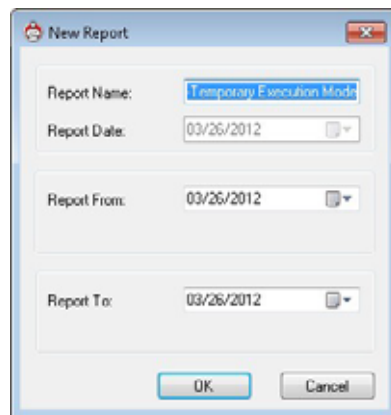 New Report
Report Name: -Temporary Execution Mode
Report Date: 03/26/2012
Report From: 03/26/2012
Report To: 03/26/2012
OK Cancel